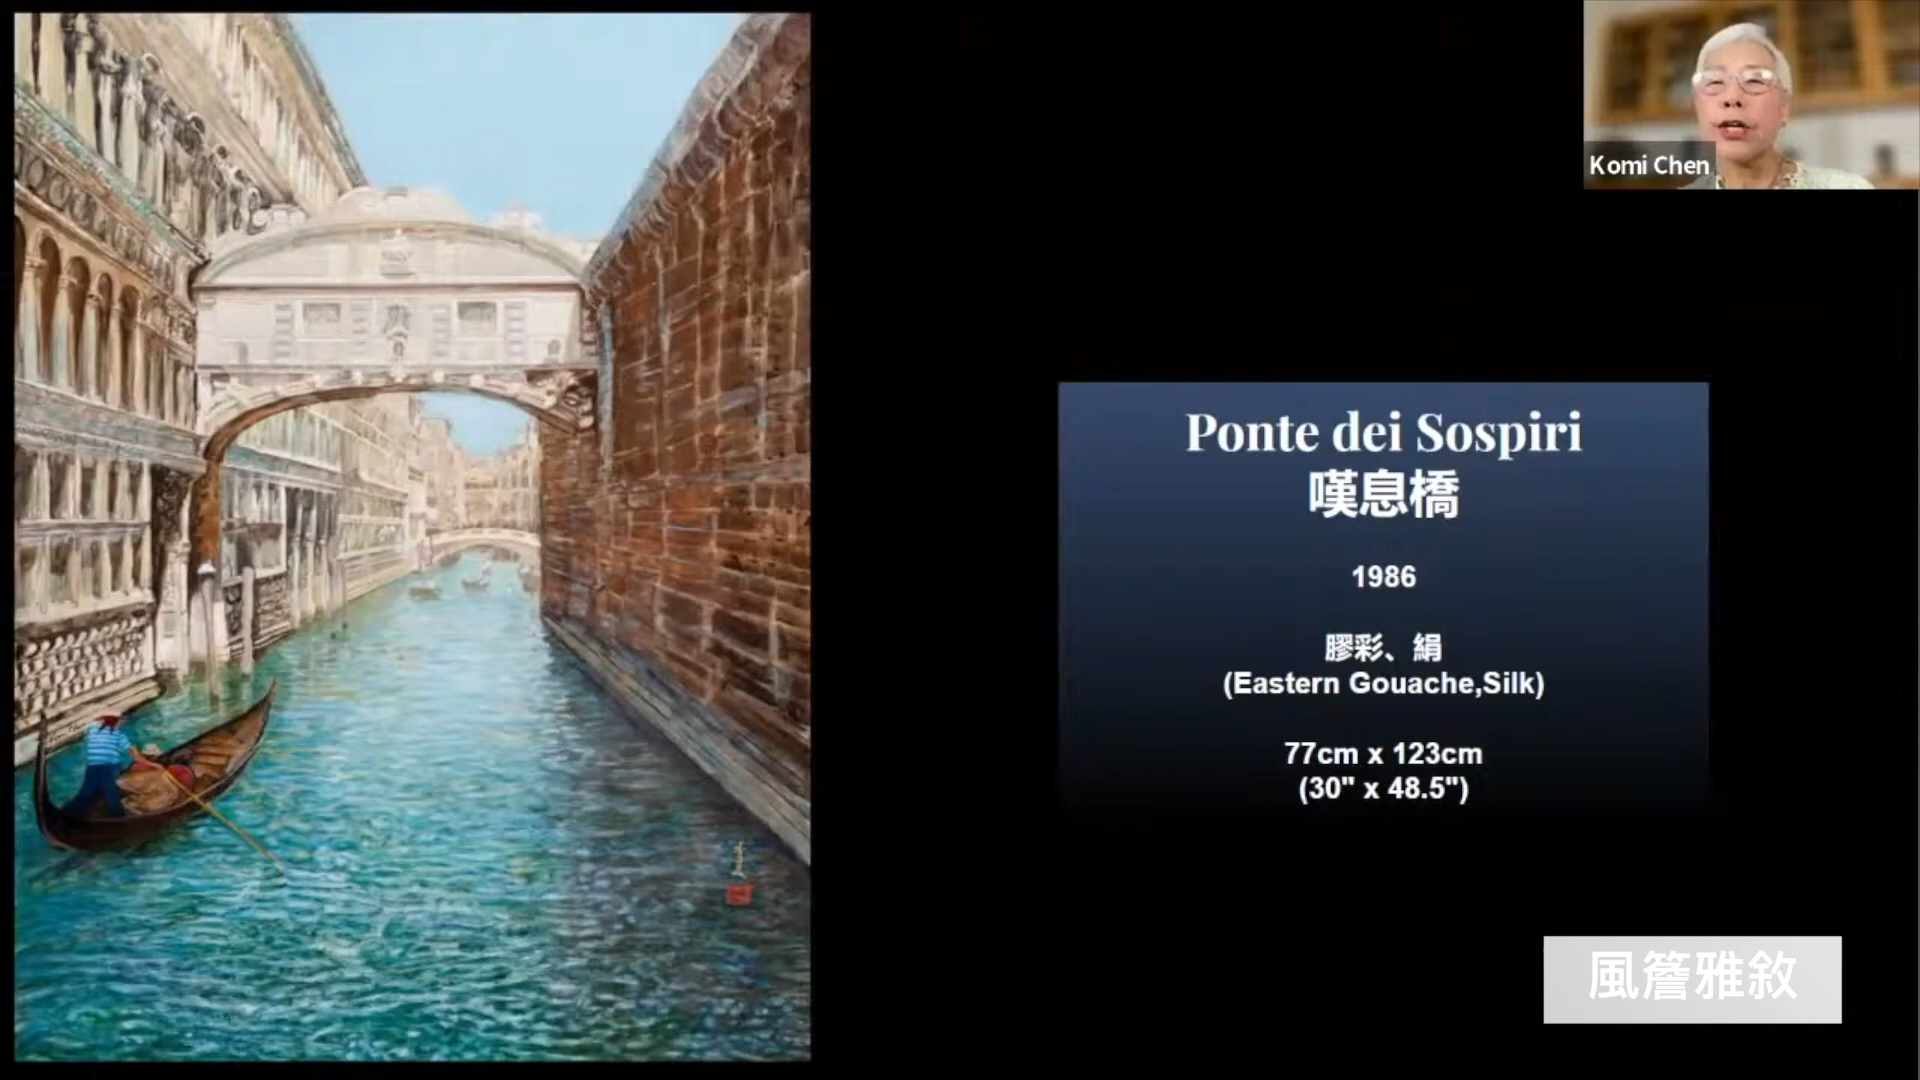 Komi Chen
Ponte dei Sospiri
嘆息橋
1986
膠彩、絹
(Eastern Gouache,Silk)
77cm x 123cm
(30" x 48.5")
風簷雅敘